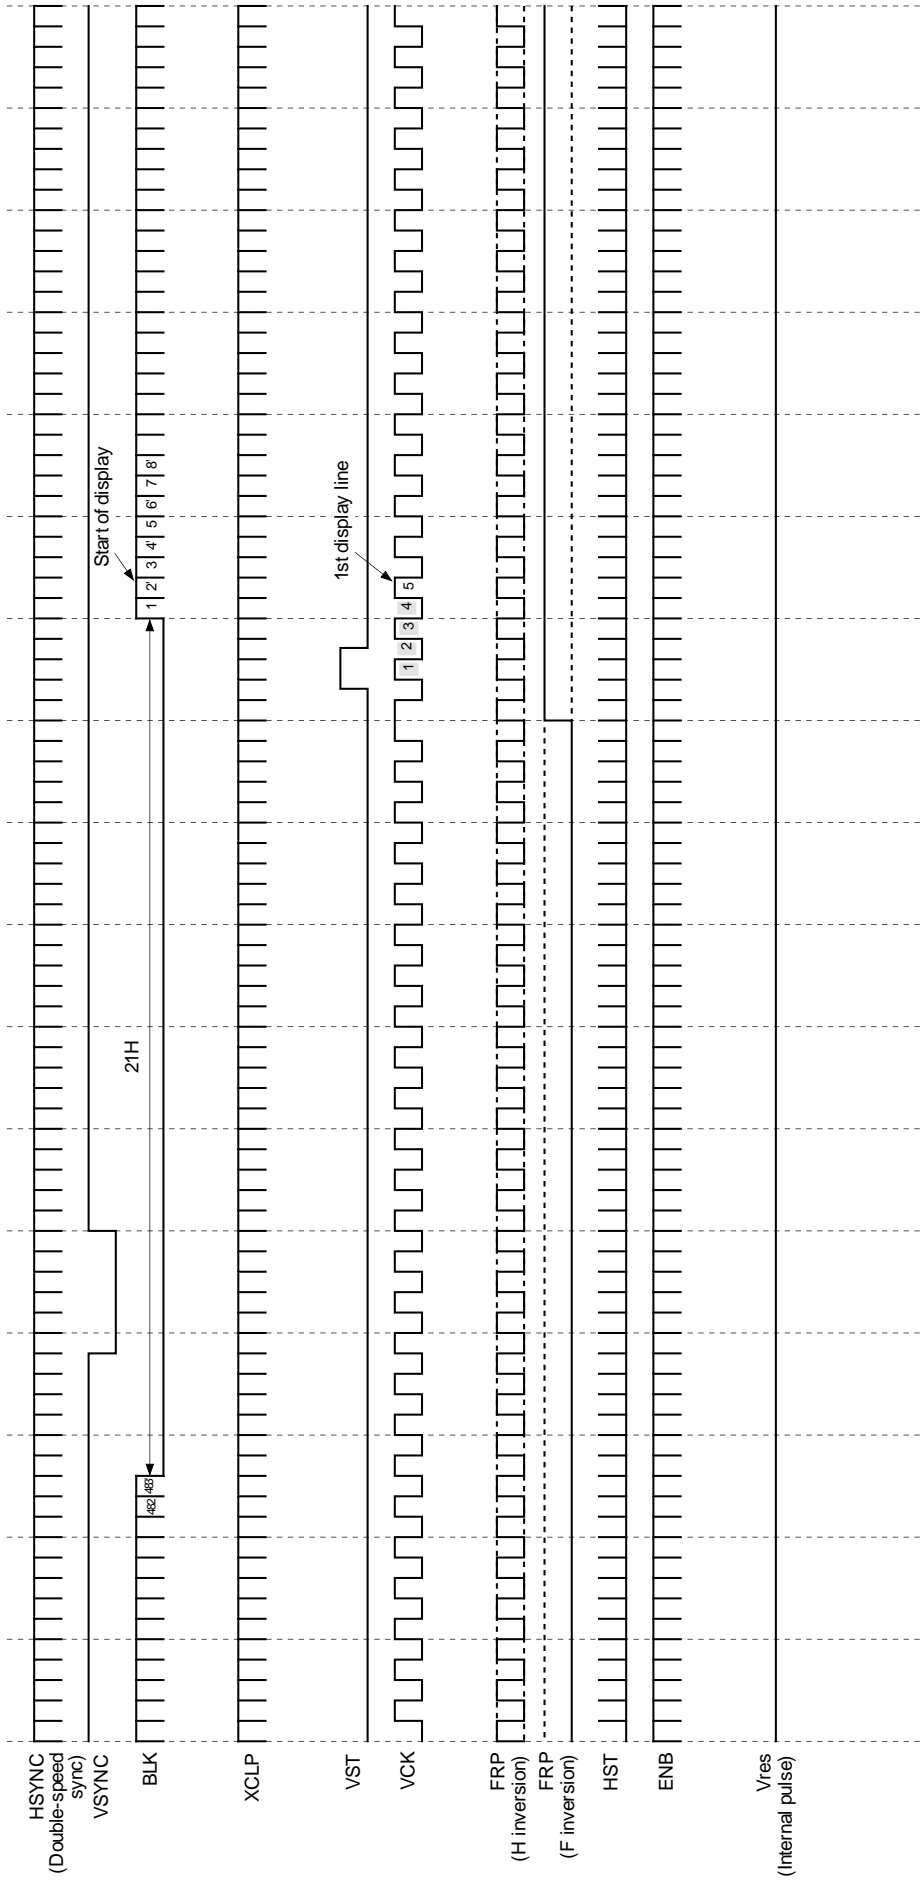 HSYNC
(Double-speed
sync)
VSYNC
Start of display
BLK
482 483' 21H 1 2' 3 4' 5 6' 7 8'
XCLP
VST
1st display line
VCK
1 2 3 4 5
FRP
(H inversion)
FRP
(F inversion)
HST
ENB
Vres
(Internal pulse)